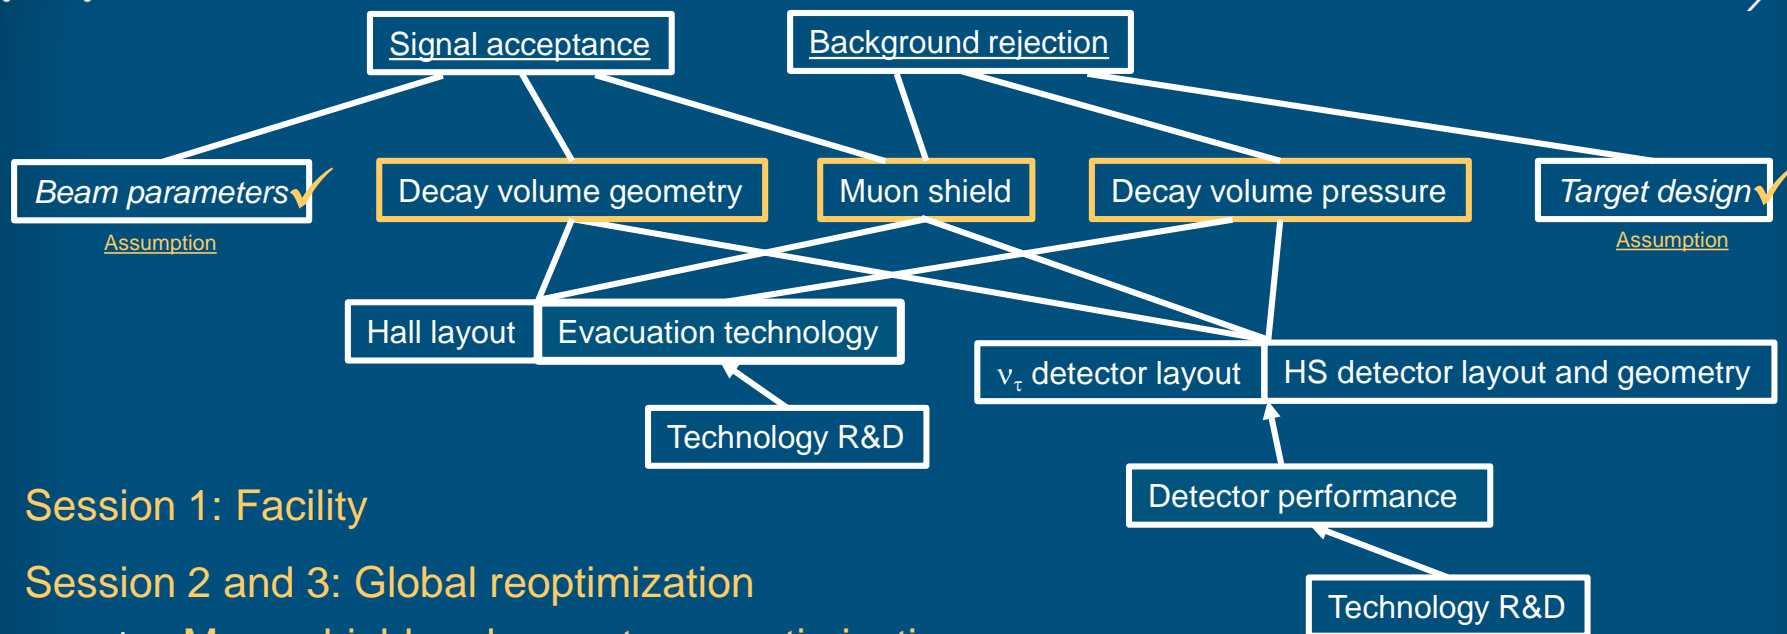 Signal acceptance
Background rejection
Beam parameters
Decay volume geometry
Muon shield
Decay volume pressure
Target design
Assumption
Assumption
Hall layout
Evacuation technology
ντ detector layout
HS detector layout and geometry
Technology R&D
Detector performance
Technology R&D
Session 1: Facility
Session 2 and 3: Global reoptimization